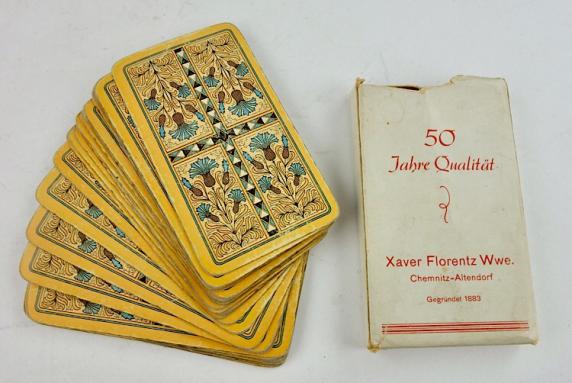 50
Jahre Qualität
Xaver Florentz Wwe.
Chemnitz-Altendorf
Gegründet 1883